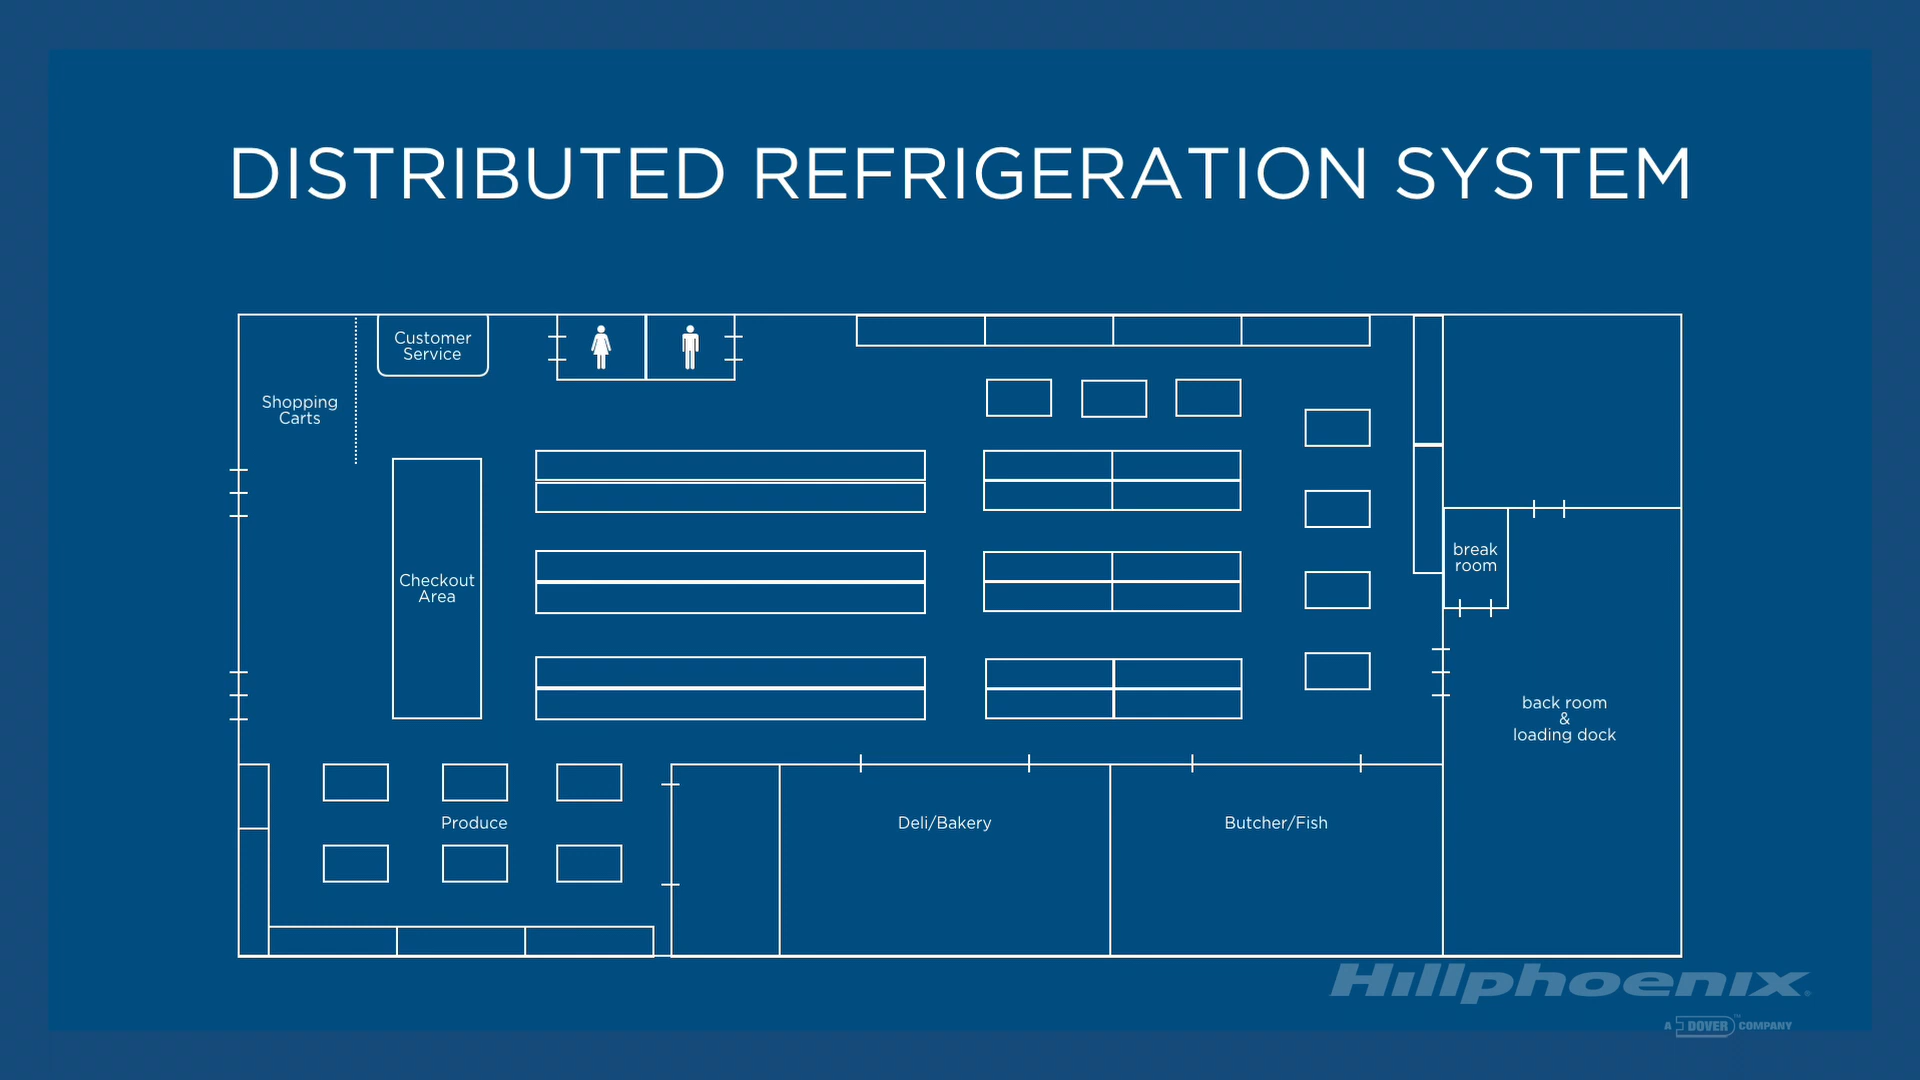 DISTRIBUTED REFRIGERATION SYSTEM
Customer
Service
Shopping
Carts
Checkout
Area
break
room
back room
&
loading dock
Produce
Deli/Bakery
Butcher/Fish
Hillphoenix®
A DOVER™ COMPANY